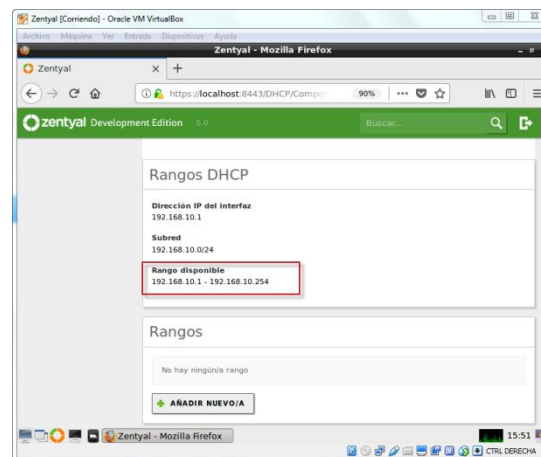 Zentyal [Corriendo] - Oracle VM VirtualBox
Archivo Máquina Ver Entrada Dispositivos Ayuda
Zentyal - Mozilla Firefox
Zentyal
https://localhost:8443/DHCP/Compo
90%
zentyal Development Edition 5.0
Buscar...
Rangos DHCP
Dirección IP del interfaz
192.168.10.1
Subred
192.168.10.0/24
Rango disponible
192.168.10.1 - 192.168.10.254
Rangos
No hay ningún/a rango
AÑADIR NUEVO/A
Zentyal - Mozilla Firefox
15:51
CTRL DERECHA